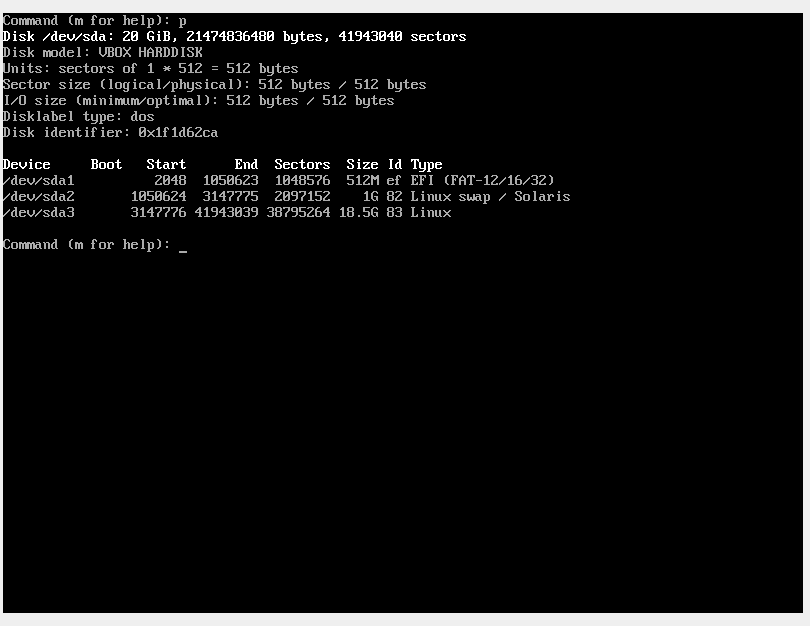 Command (m for help): p
Disk /dev/sda: 20 GiB, 21474836480 bytes, 41943040 sectors
Disk model: VBOX HARDDISK
Units: sectors of 1 * 512 = 512 bytes
Sector size (logical/physical): 512 bytes / 512 bytes
I/O size (minimum/optimal): 512 bytes / 512 bytes
Disklabel type: dos
Disk identifier: 0x1f1d62ca
Device     Boot   Start      End  Sectors  Size Id Type
/dev/sda1          2048  1050623  1048576  512M ef EFI (FAT-12/16/32)
/dev/sda2       1050624  3147775  2097152    1G 82 Linux swap / Solaris
/dev/sda3       3147776 41943039 38795264 18.5G 83 Linux
Command (m for help): _